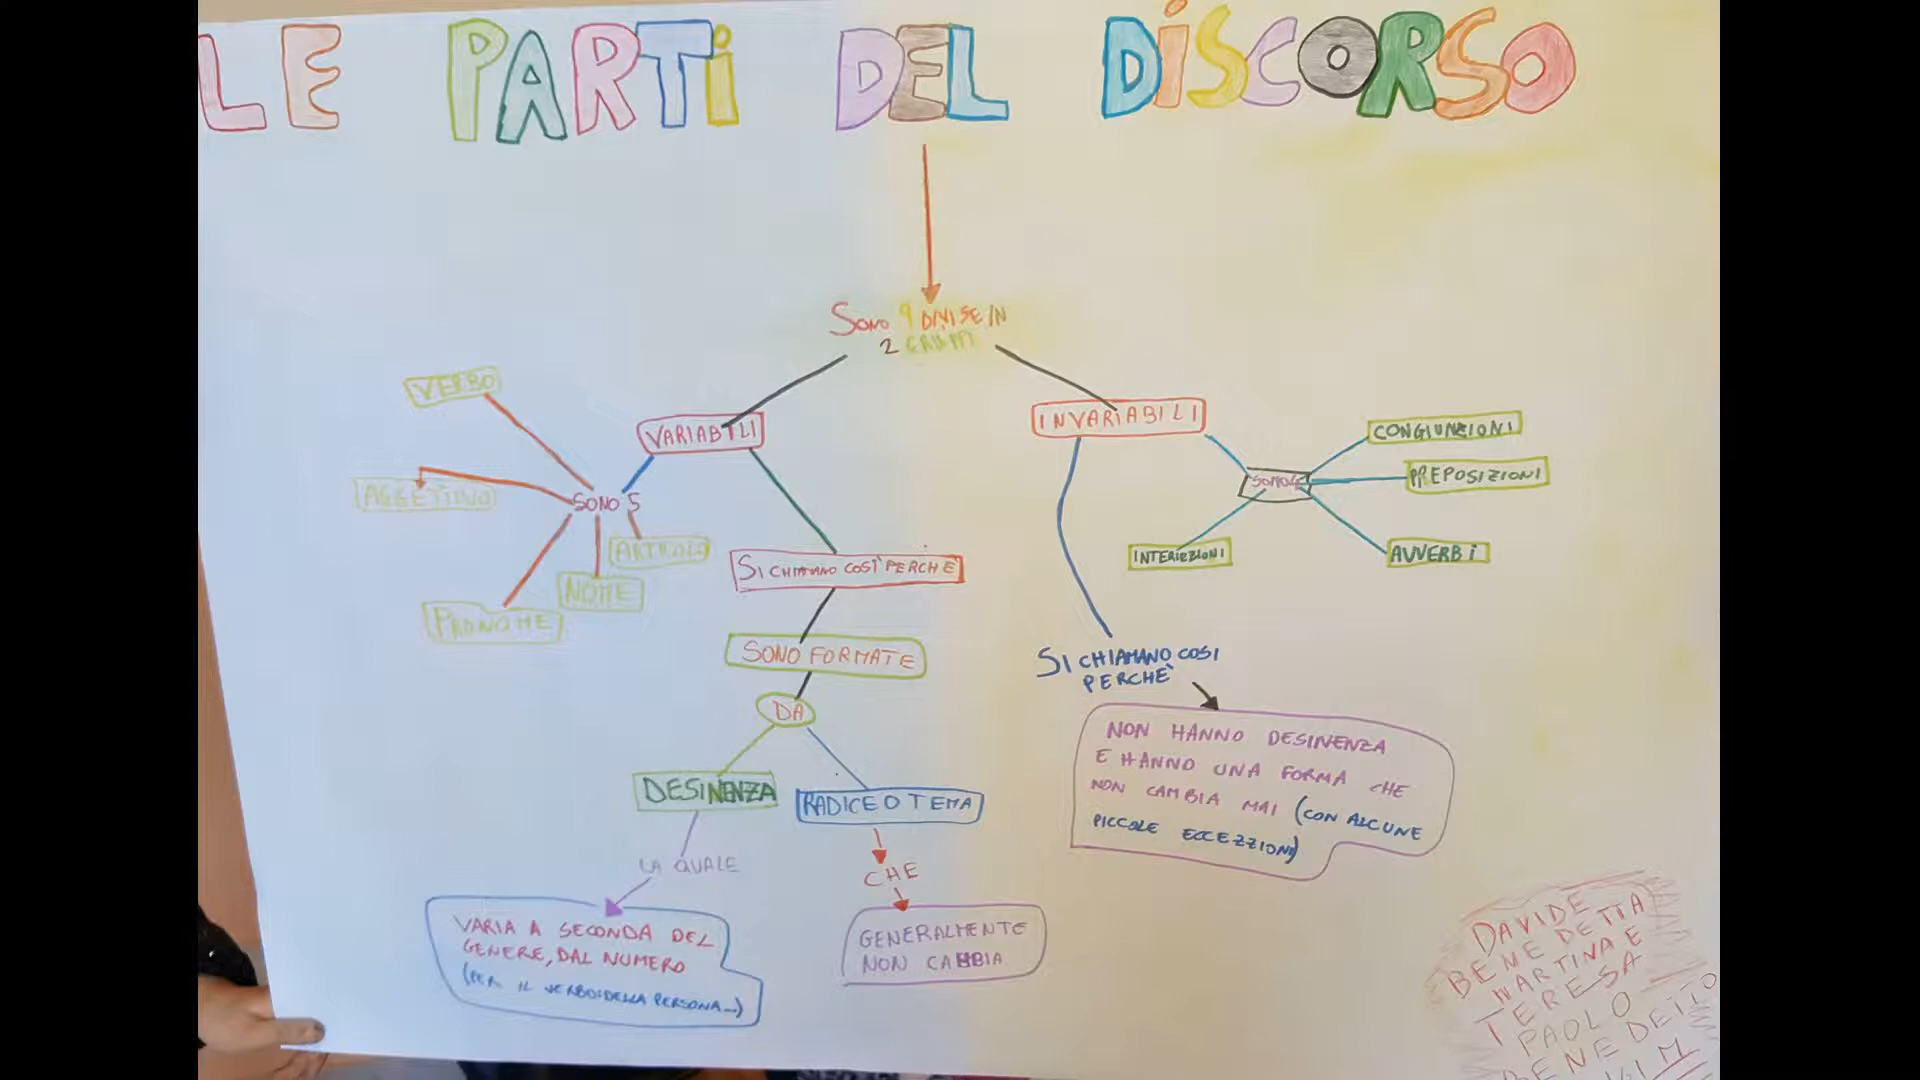 LE PARTI DEL DISCORSO
SONO 9 DIVISE IN
2 GRUPPI
VARIABILI
SONO 5
VERBO
AGGETTIVO
PRONOME
NOME
ARTICOLO
SI CHIAMANO COSÌ PERCHÈ
SONO FORMATE
DA
DESINENZA
LA QUALE
VARIA A SECONDA DEL
GENERE, DAL NUMERO
(PER IL VERBO: DELLA PERSONA...)
RADICE O TEMA
CHE
GENERALMENTE
NON CAMBIA
INVARIABILI
SONO 4
CONGIUNZIONI
PREPOSIZIONI
AVVERBI
INTERIEZIONI
SI CHIAMANO COSI
PERCHÈ
NON HANNO DESINENZA
E HANNO UNA FORMA CHE
NON CAMBIA MAI (CON ALCUNE
PICCOLE ECCEZZIONI)
DAVIDE
BENEDETTA
MARTINA E
TERESA
PAOLO
BENEDETTO